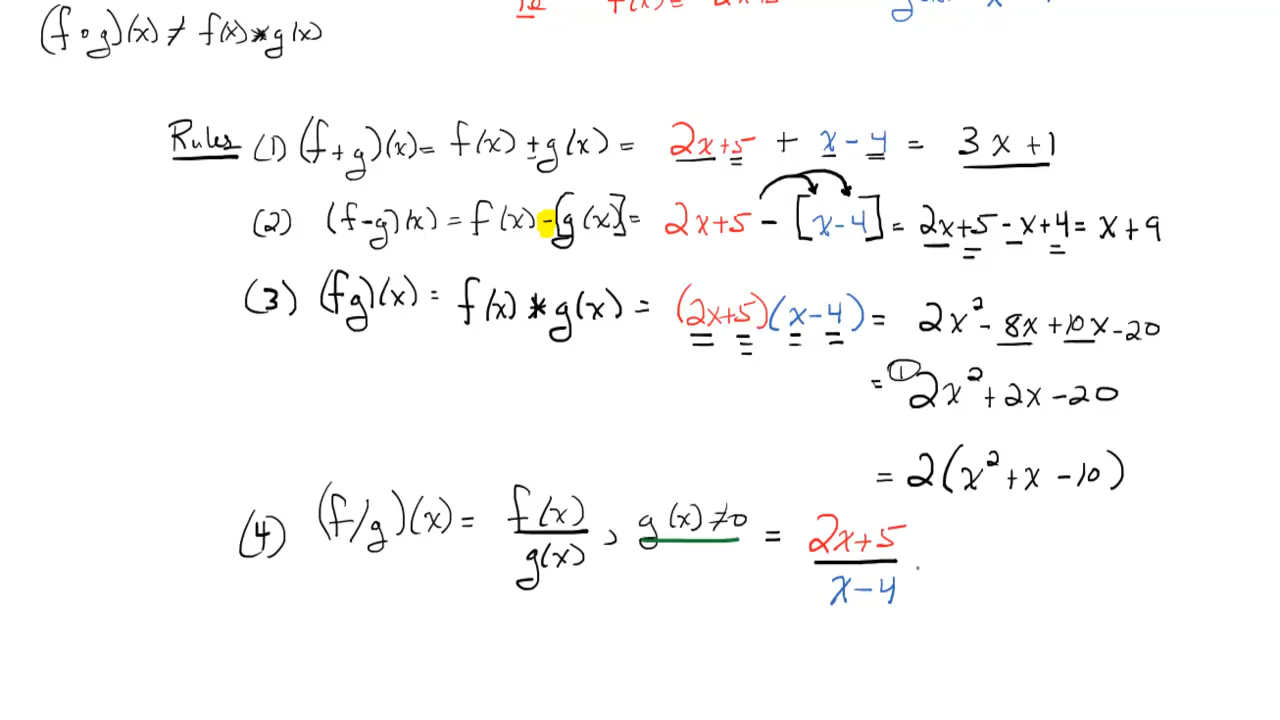 f(x) =
(f∘g)(x) ≠ f(x)*g(x)
Rules (1) (f+g)(x) = f(x) + g(x) = 2x+5 + x-4 = 3x+1
(2) (f-g)(x) = f(x) - [g(x)] = 2x+5 - [x-4] = 2x+5 - x+4 = x+9
(3) (fg)(x) = f(x) * g(x) = (2x+5)(x-4) = 2x² - 8x + 10x - 20
= ① 2x² + 2x - 20
= 2(x² + x - 10)
(4) (f/g)(x) = f(x)/g(x) , g(x) ≠ 0 = 2x+5/x-4